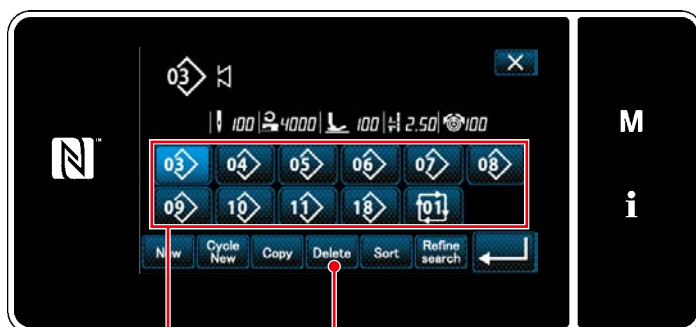 03
100 4000 100 2.50 100
03 04 05 06 07 08
09 10 11 18 01
New Cycle New Copy Delete Sort Refine search
M
i
N™